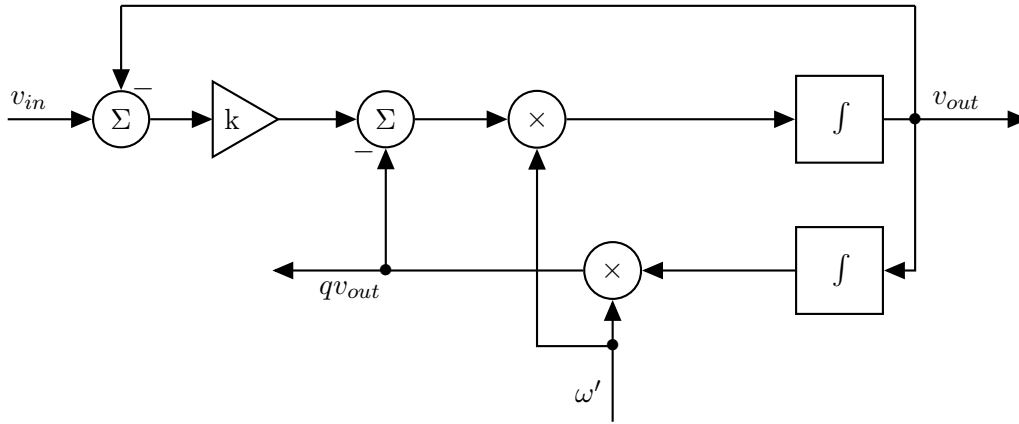 −
v_in
Σ
k
Σ
×
∫
v_out
−
×
∫
qv_out
ω′